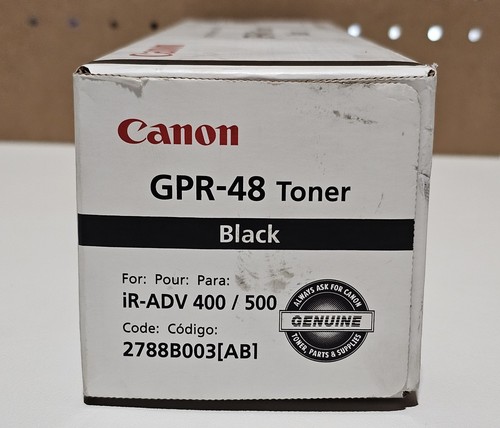 Canon
Canon
GPR-48 Toner
Black
For: Pour: Para:
iR-ADV 400 / 500
Code: Código:
2788B003[AB]
ALWAYS ASK FOR CANON
GENUINE
TONER, PARTS & SUPPLIES